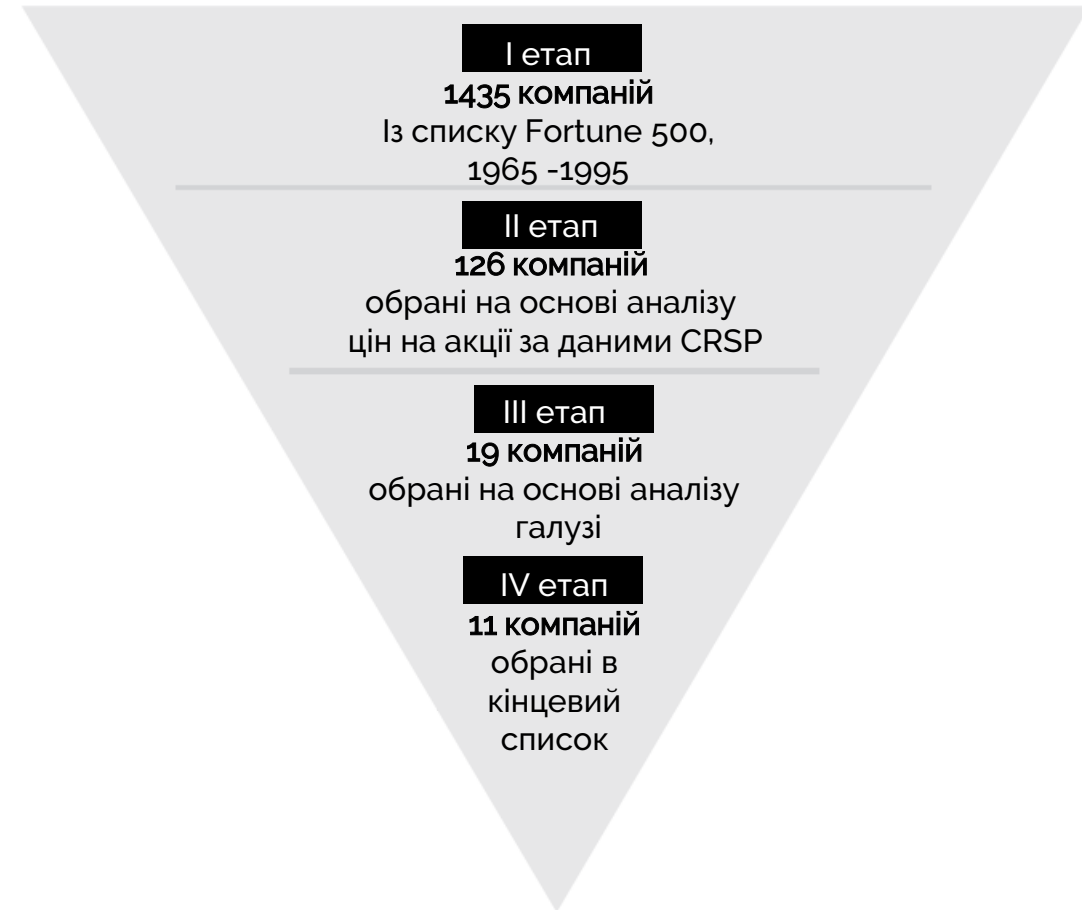 I етап
1435 компаній
Із списку Fortune 500,
1965 -1995
II етап
126 компаній
обрані на основі аналізу
цін на акції за даними CRSP
III етап
19 компаній
обрані на основі аналізу
галузі
IV етап
11 компаній
обрані в
кінцевий
список